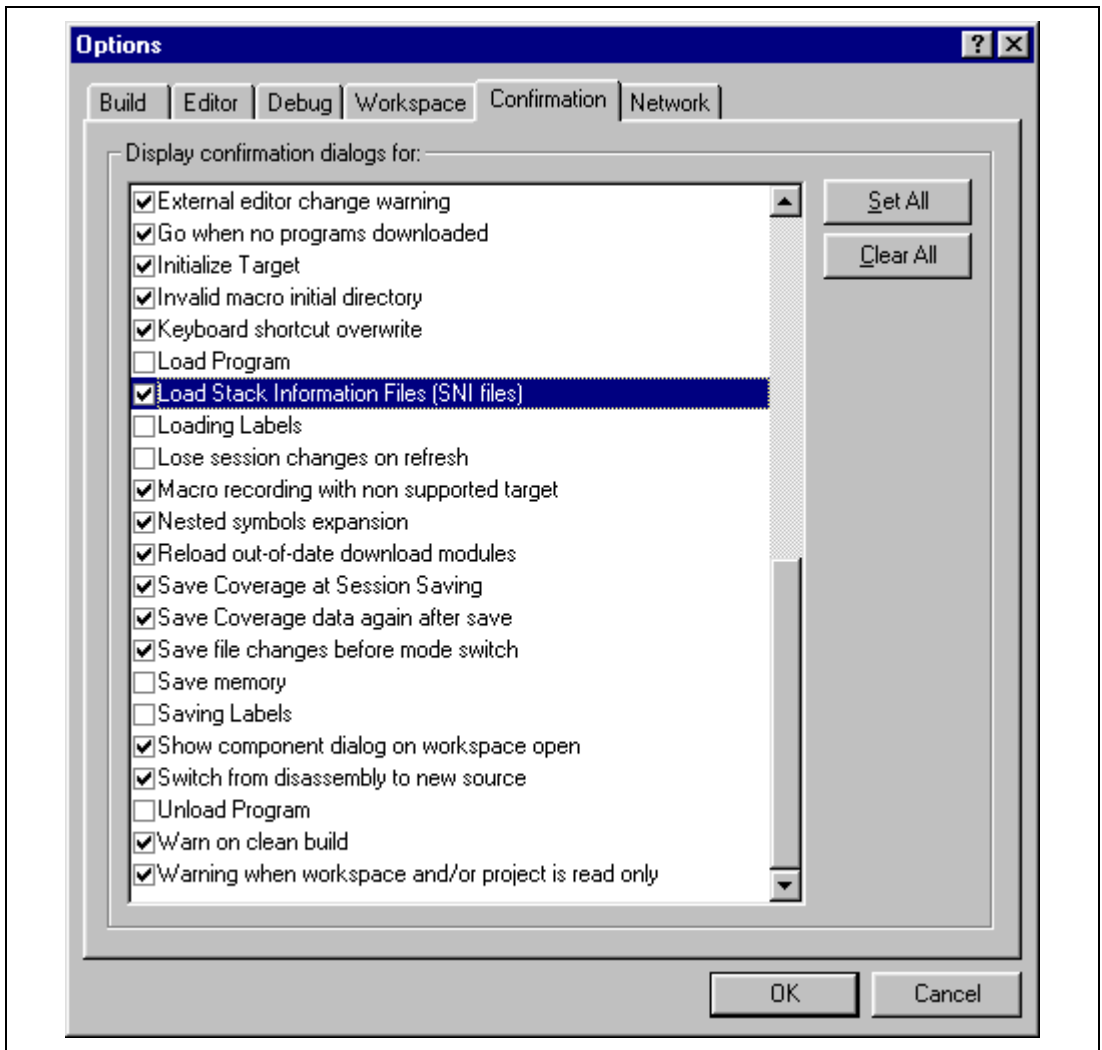 Options
Build Editor Debug Workspace Confirmation Network
Display confirmation dialogs for:
External editor change warning
Go when no programs downloaded
Initialize Target
Invalid macro initial directory
Keyboard shortcut overwrite
Load Program
Load Stack Information Files (SNI files)
Loading Labels
Lose session changes on refresh
Macro recording with non supported target
Nested symbols expansion
Reload out-of-date download modules
Save Coverage at Session Saving
Save Coverage data again after save
Save file changes before mode switch
Save memory
Saving Labels
Show component dialog on workspace open
Switch from disassembly to new source
Unload Program
Warn on clean build
Warning when workspace and/or project is read only
Set All
Clear All
OK Cancel